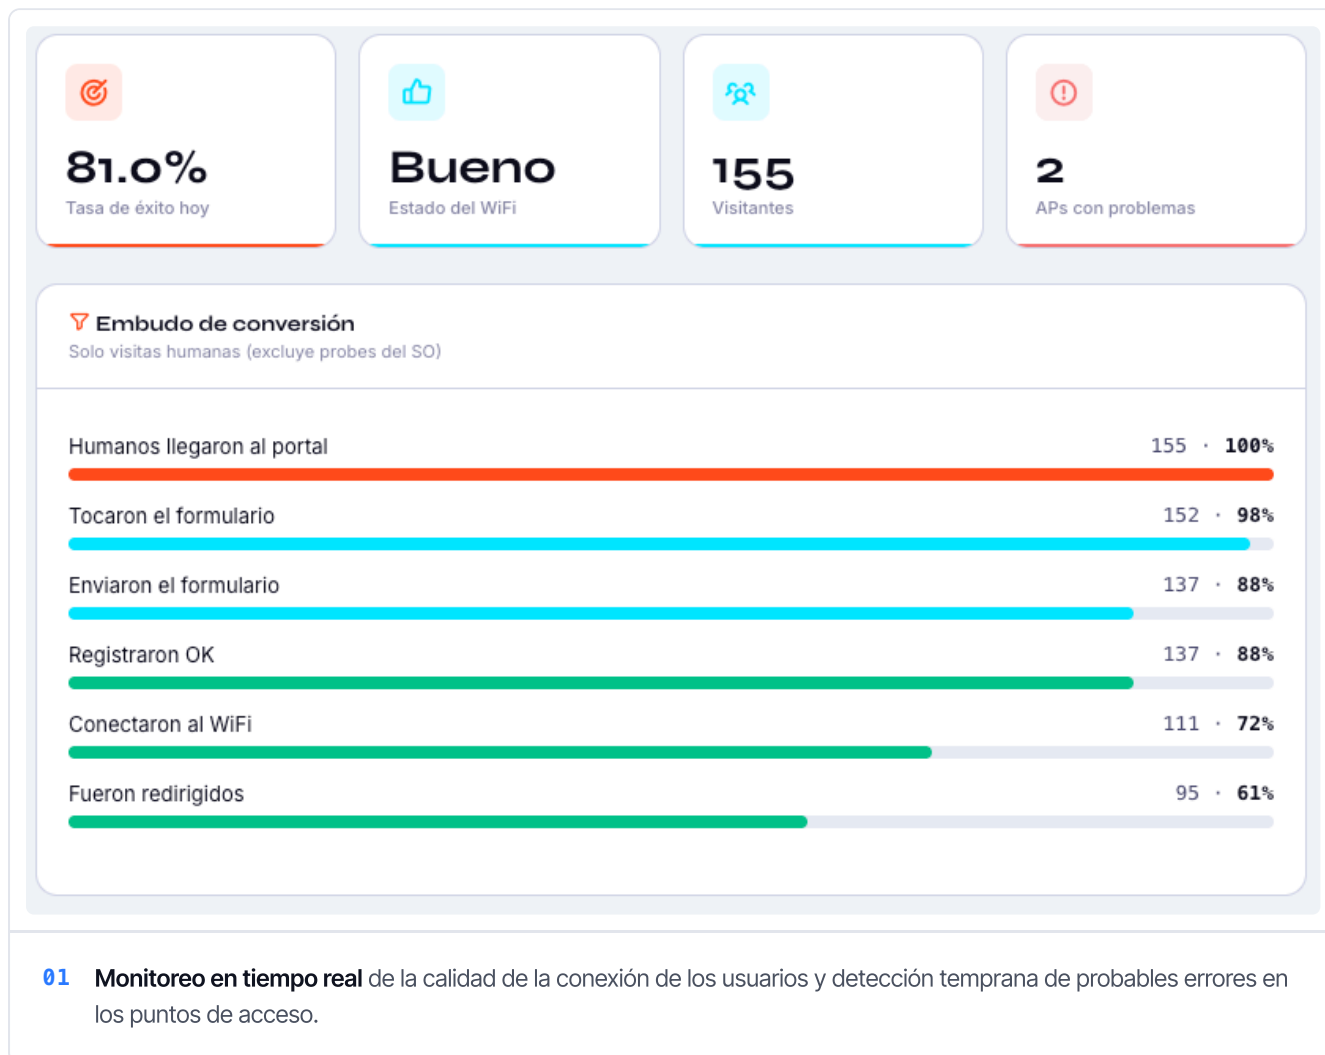 81.0%
Tasa de éxito hoy
Bueno
Estado del WiFi
155
Visitantes
2
APs con problemas
Embudo de conversión
Solo visitas humanas (excluye probes del SO)
Humanos llegaron al portal 155 · 100%
Tocaron el formulario 152 · 98%
Enviaron el formulario 137 · 88%
Registraron OK 137 · 88%
Conectaron al WiFi 111 · 72%
Fueron redirigidos 95 · 61%
01 Monitoreo en tiempo real de la calidad de la conexión de los usuarios y detección temprana de probables errores en
los puntos de acceso.